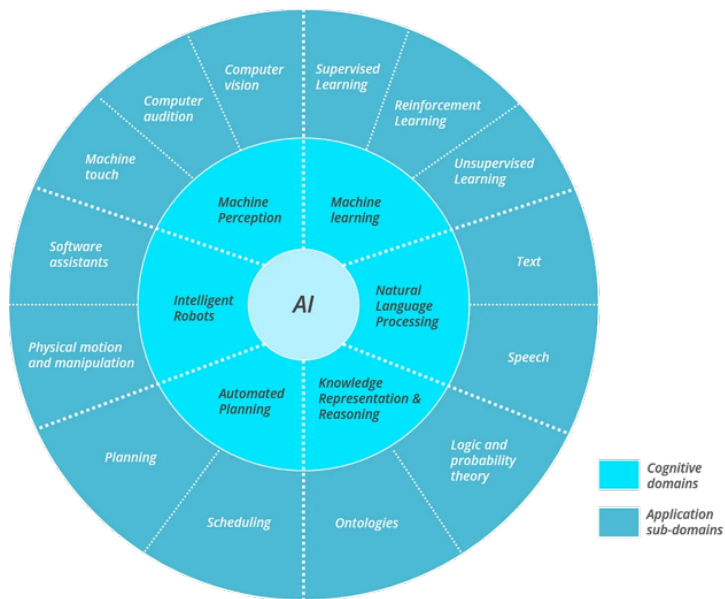 Computer
vision
Supervised
Learning
Computer
audition
Reinforcement
Learning
Machine
touch
Unsupervised
Learning
Machine
Perception
Machine
learning
Software
assistants
Text
Intelligent
Robots
AI
Natural
Language
Processing
Physical motion
and manipulation
Speech
Automated
Planning
Knowledge
Representation &
Reasoning
Planning
Logic and
probability
theory
Scheduling
Ontologies
Cognitive
domains
Application
sub-domains